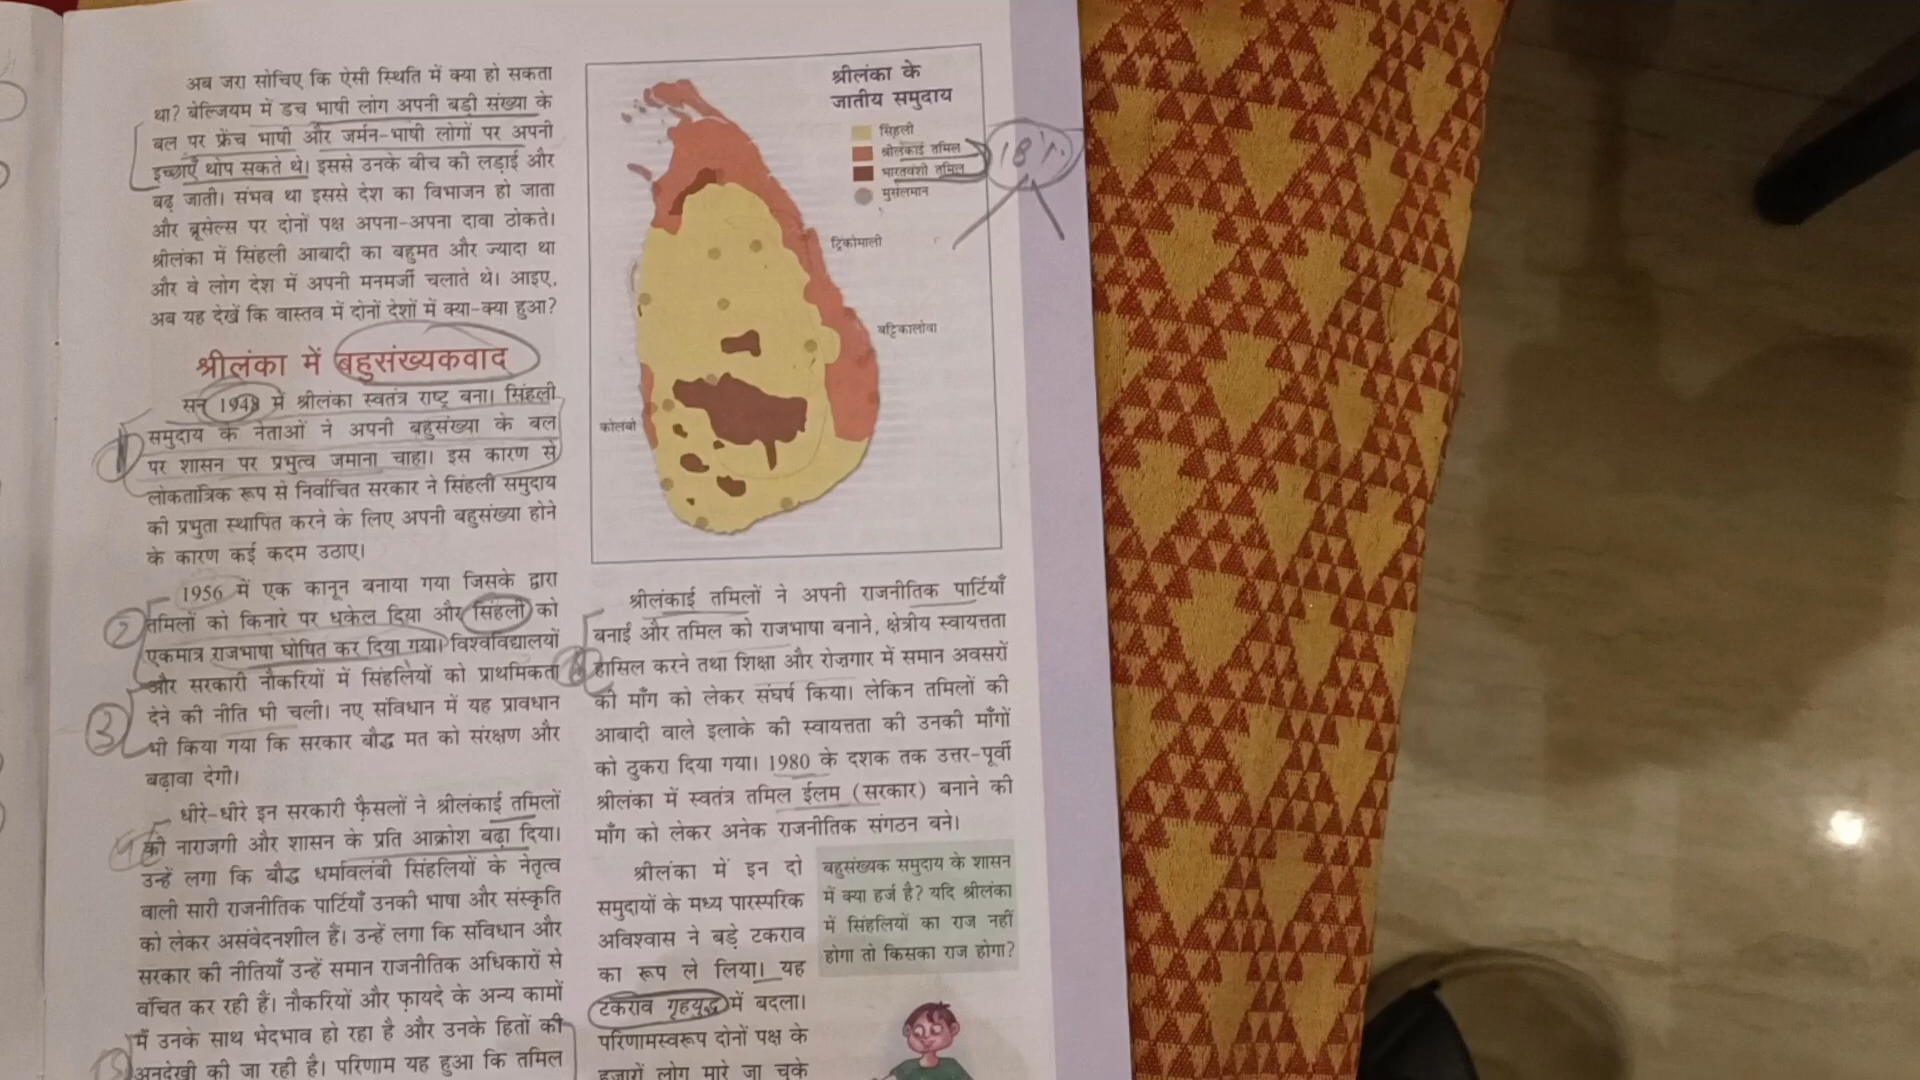 अब जरा सोचिए कि ऐसी स्थिति में क्या हो सकता
था? बेल्जियम में डच भाषी लोग अपनी बड़ी संख्या के
बल पर फ्रेंच भाषी और जर्मन-भाषी लोगों पर अपनी
इच्छाएँ थोप सकते थे। इससे उनके बीच की लड़ाई और
बढ़ जाती। संभव था इससे देश का विभाजन हो जाता
और ब्रूसेल्स पर दोनों पक्ष अपना-अपना दावा ठोकते।
श्रीलंका में सिंहली आबादी का बहुमत और ज्यादा था
और वे लोग देश में अपनी मनमर्जी चलाते थे। आइए,
अब यह देखें कि वास्तव में दोनों देशों में क्या-क्या हुआ?
श्रीलंका में बहुसंख्यकवाद
सन् 1948 में श्रीलंका स्वतंत्र राष्ट्र बना। सिंहली
1 समुदाय के नेताओं ने अपनी बहुसंख्या के बल
पर शासन पर प्रभुत्व जमाना चाहा। इस कारण से
लोकतांत्रिक रूप से निर्वाचित सरकार ने सिंहली समुदाय
की प्रभुता स्थापित करने के लिए अपनी बहुसंख्या होने
के कारण कई कदम उठाए।
1956 में एक कानून बनाया गया जिसके द्वारा
2 तमिलों को किनारे पर धकेल दिया और सिंहली को
एकमात्र राजभाषा घोषित कर दिया गया। विश्वविद्यालयों
और सरकारी नौकरियों में सिंहलियों को प्राथमिकता
3 देने की नीति भी चली। नए संविधान में यह प्रावधान
भी किया गया कि सरकार बौद्ध मत को संरक्षण और
बढ़ावा देगी।
धीरे-धीरे इन सरकारी फ़ैसलों ने श्रीलंकाई तमिलों
4 की नाराजगी और शासन के प्रति आक्रोश बढ़ा दिया।
उन्हें लगा कि बौद्ध धर्मावलंबी सिंहलियों के नेतृत्व
वाली सारी राजनीतिक पार्टियाँ उनकी भाषा और संस्कृति
को लेकर असंवेदनशील हैं। उन्हें लगा कि संविधान और
सरकार की नीतियाँ उन्हें समान राजनीतिक अधिकारों से
वंचित कर रही हैं। नौकरियों और फ़ायदे के अन्य कामों
में उनके साथ भेदभाव हो रहा है और उनके हितों की
5 अनदेखी की जा रही है। परिणाम यह हुआ कि तमिल
श्रीलंका के
जातीय समुदाय
सिंहली
श्रीलंकाई तमिल
भारतवंशी तमिल
मुसलमान
18%
ट्रिंकोमाली
बट्टिकालोवा
कोलंबो
श्रीलंकाई तमिलों ने अपनी राजनीतिक पार्टियाँ
बनाईं और तमिल को राजभाषा बनाने, क्षेत्रीय स्वायत्तता
हासिल करने तथा शिक्षा और रोज़गार में समान अवसरों
की माँग को लेकर संघर्ष किया। लेकिन तमिलों की
आबादी वाले इलाके की स्वायत्तता की उनकी माँगों
को ठुकरा दिया गया। 1980 के दशक तक उत्तर-पूर्वी
श्रीलंका में स्वतंत्र तमिल ईलम (सरकार) बनाने की
माँग को लेकर अनेक राजनीतिक संगठन बने।
श्रीलंका में इन दो
समुदायों के मध्य पारस्परिक
अविश्वास ने बड़े टकराव
का रूप ले लिया। यह
टकराव गृहयुद्ध में बदला।
परिणामस्वरूप दोनों पक्ष के
हजारों लोग मारे जा चुके
बहुसंख्यक समुदाय के शासन
में क्या हर्ज है? यदि श्रीलंका
में सिंहलियों का राज नहीं
होगा तो किसका राज होगा?